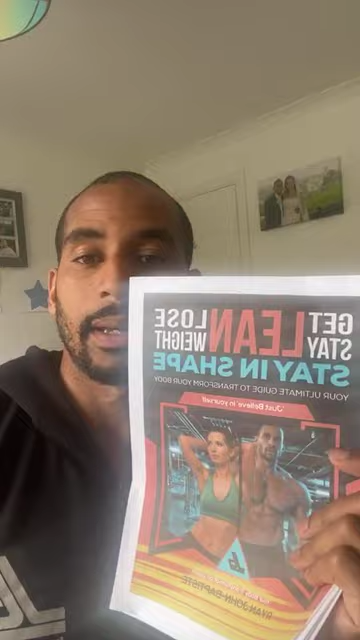 GET LEAN LOSE
STAY WEIGHT
STAY IN SHAPE
YOUR ULTIMATE GUIDE TO TRANSFORM YOUR BODY
"Just Believe in yourself"
RYAN JOHN-BAPTISTE